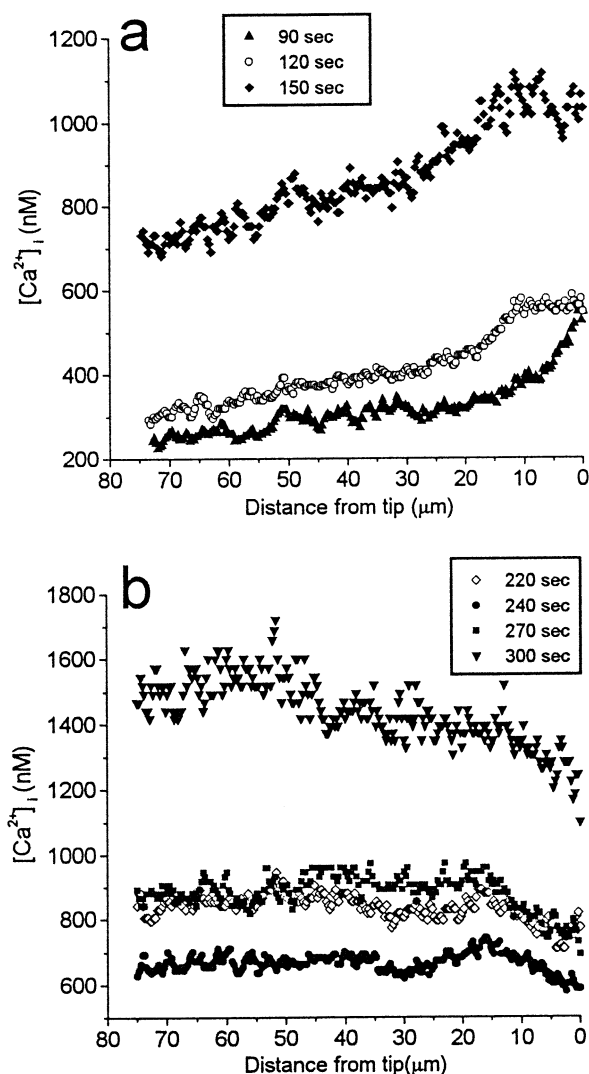 a
90 sec
120 sec
150 sec
1200
1000
800
600
400
200
[Ca2+]i (nM)
80 70 60 50 40 30 20 10 0
Distance from tip (μm)
b
220 sec
240 sec
270 sec
300 sec
1800
1600
1400
1200
1000
800
600
[Ca2+]i (nM)
80 70 60 50 40 30 20 10 0
Distance from tip(μm)